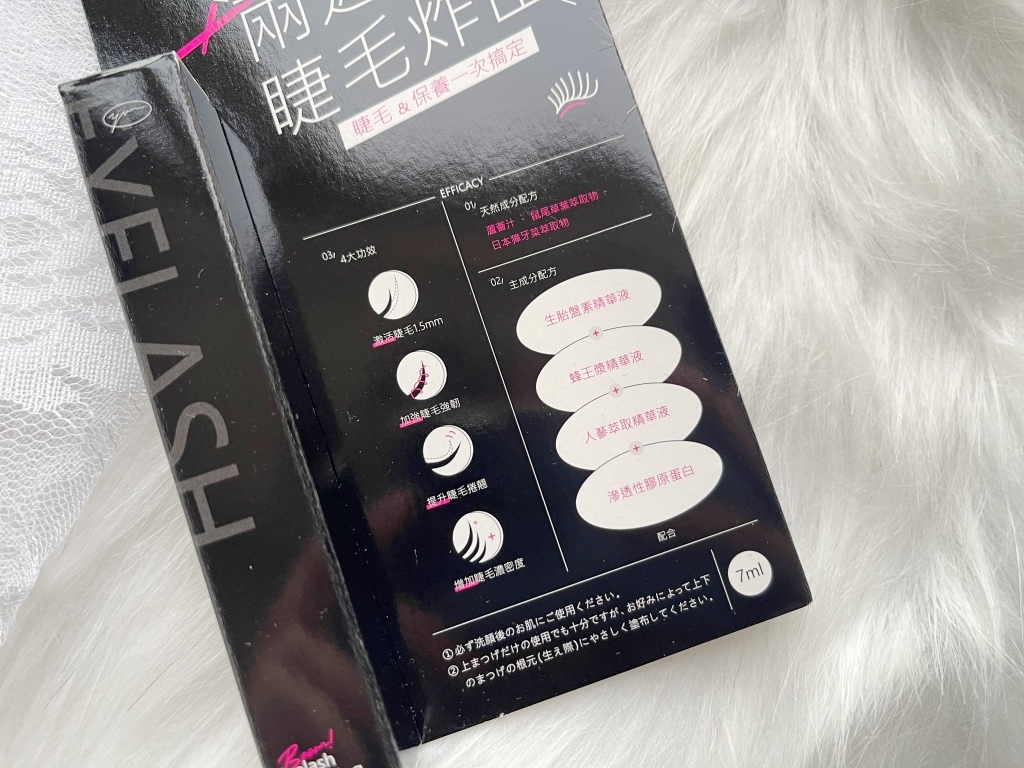 EYELASH
Boom!
睫毛炸
睫毛 & 保養一次搞定
EFFICACY
01/ 天然成分配方
蘆薈汁 ‧ 鼠尾草葉萃取物 ‧
日本獐牙菜萃取物
02/ 主成分配方
生胎盤素精華液
+
蜂王漿精華液
+
人蔘萃取精華液
+
滲透性膠原蛋白
配合
03/ 4大功效
激活睫毛1.5mm
加強睫毛強韌
提升睫毛捲翹
增加睫毛濃密度
①必ず洗顔後のお肌にご使用ください。
②上まつげだけの使用でも十分ですが、お好みによって上下
のまつげの根元(生え際)にやさしく塗布してください。
7ml